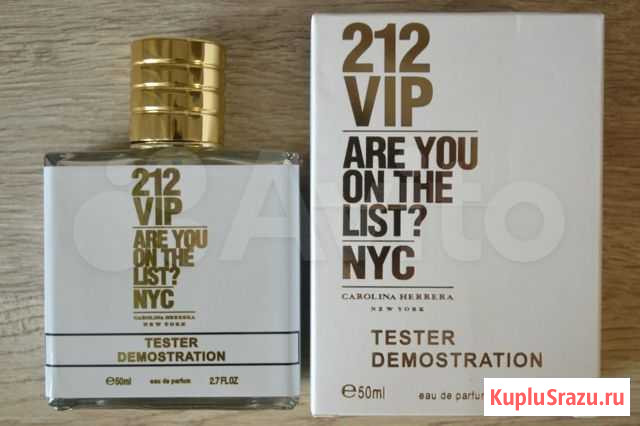 212
VIP
ARE YOU
ON THE
LIST?
NYC
CAROLINA HERRERA
NEW YORK
TESTER
DEMOSTRATION
℮50ml eau de parfum 2.7 FL.OZ
212
VIP
ARE YOU
ON THE
LIST?
NYC
CAROLINA HERRERA
NEW YORK
TESTER
DEMOSTRATION
℮50ml eau de parfum
Avito
KupluSrazu.ru